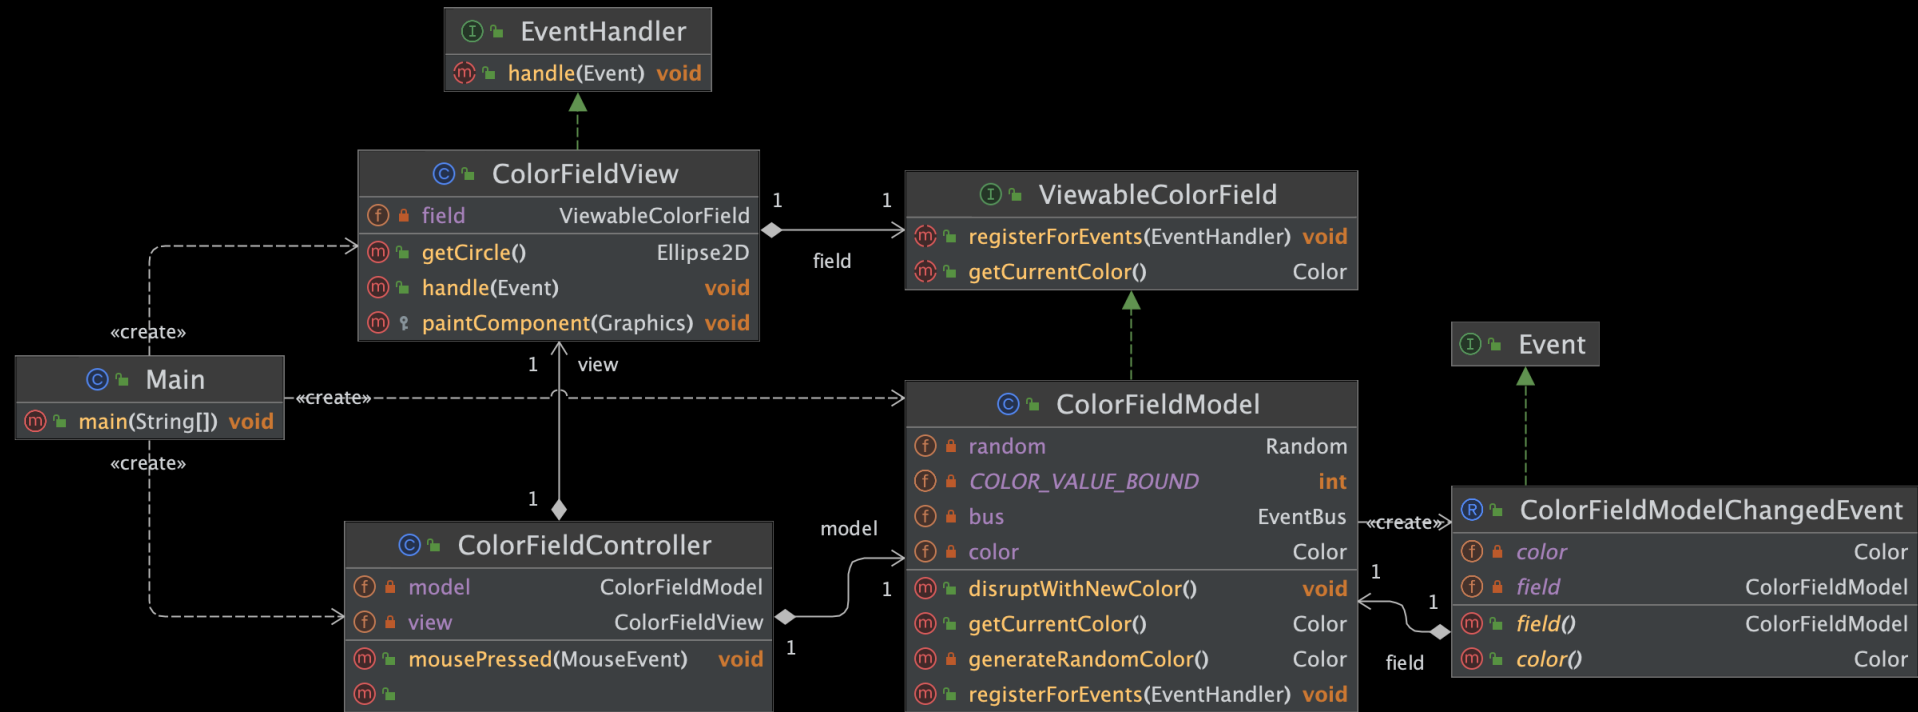 EventHandler
handle(Event) void
ColorFieldView
field ViewableColorField
getCircle() Ellipse2D
handle(Event) void
paintComponent(Graphics) void
1 1
field
ViewableColorField
registerForEvents(EventHandler) void
getCurrentColor() Color
«create»
Main
main(String[]) void
«create»
«create»
1 view
1
ColorFieldController
model ColorFieldModel
view ColorFieldView
mousePressed(MouseEvent) void
model
1
1
ColorFieldModel
random Random
COLOR_VALUE_BOUND int
bus EventBus
color Color
disruptWithNewColor() void
getCurrentColor() Color
generateRandomColor() Color
registerForEvents(EventHandler) void
«create»
1
1
field
Event
ColorFieldModelChangedEvent
color Color
field ColorFieldModel
field() ColorFieldModel
color() Color